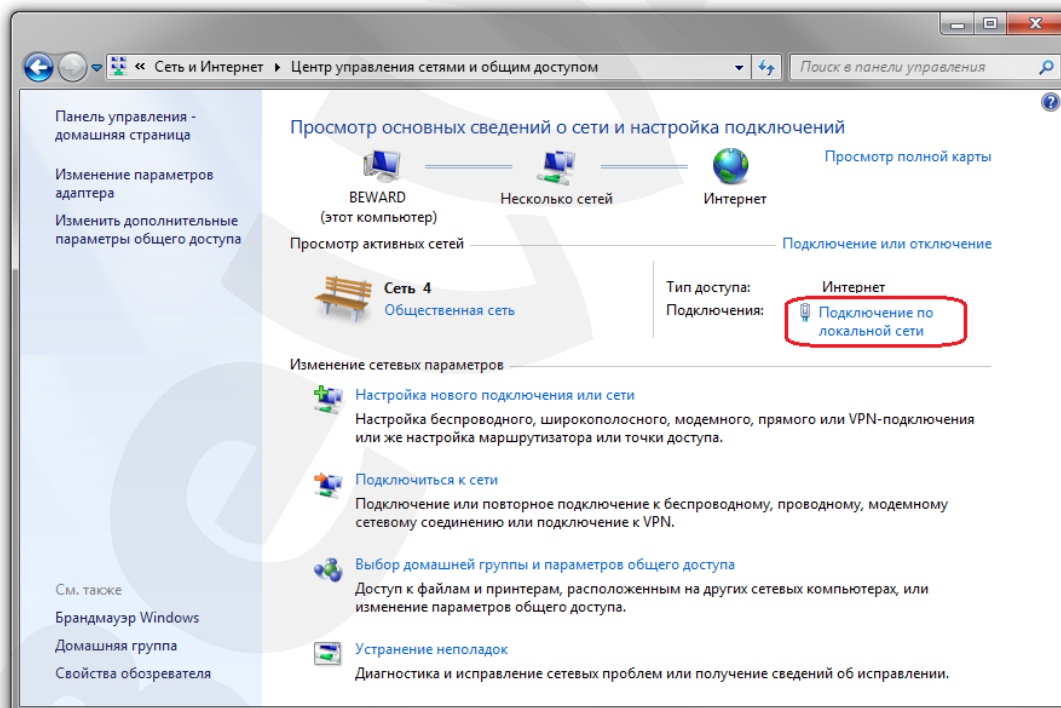 « Сеть и Интернет ▸ Центр управления сетями и общим доступом
Поиск в панели управления
Панель управления -
домашняя страница
Изменение параметров
адаптера
Изменить дополнительные
параметры общего доступа
Просмотр основных сведений о сети и настройка подключений
Просмотр полной карты
BEWARD
(этот компьютер)
Несколько сетей
Интернет
Просмотр активных сетей
Подключение или отключение
Сеть 4
Общественная сеть
Тип доступа: Интернет
Подключения: Подключение по
локальной сети
Изменение сетевых параметров
Настройка нового подключения или сети
Настройка беспроводного, широкополосного, модемного, прямого или VPN-подключения
или же настройка маршрутизатора или точки доступа.
Подключиться к сети
Подключение или повторное подключение к беспроводному, проводному, модемному
сетевому соединению или подключение к VPN.
Выбор домашней группы и параметров общего доступа
Доступ к файлам и принтерам, расположенным на других сетевых компьютерах, или
изменение параметров общего доступа.
Устранение неполадок
Диагностика и исправление сетевых проблем или получение сведений об исправлении.
См. также
Брандмауэр Windows
Домашняя группа
Свойства обозревателя